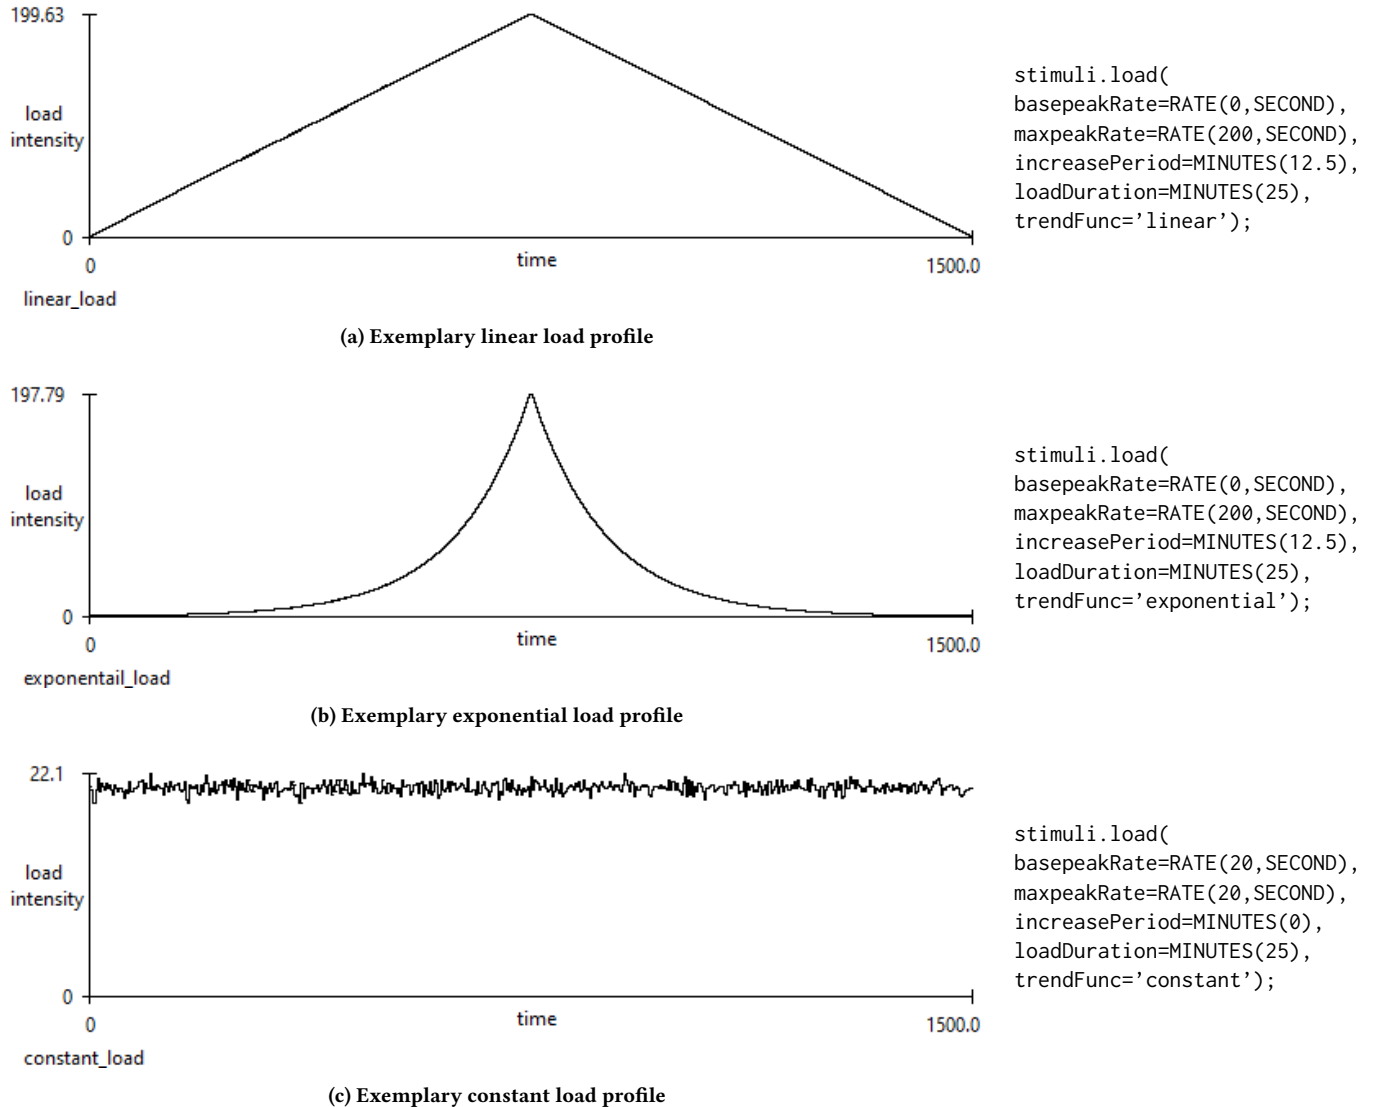 199.63
load
intensity
0
0
time
1500.0
linear_load
stimuli.load(
basepeakRate=RATE(0,SECOND),
maxpeakRate=RATE(200,SECOND),
increasePeriod=MINUTES(12.5),
loadDuration=MINUTES(25),
trendFunc=’linear’);
(a) Exemplary linear load profile
197.79
load
intensity
0
0
time
1500.0
exponentail_load
stimuli.load(
basepeakRate=RATE(0,SECOND),
maxpeakRate=RATE(200,SECOND),
increasePeriod=MINUTES(12.5),
loadDuration=MINUTES(25),
trendFunc=’exponential’);
(b) Exemplary exponential load profile
22.1
load
intensity
0
0
time
1500.0
constant_load
stimuli.load(
basepeakRate=RATE(20,SECOND),
maxpeakRate=RATE(20,SECOND),
increasePeriod=MINUTES(0),
loadDuration=MINUTES(25),
trendFunc=’constant’);
(c) Exemplary constant load profile